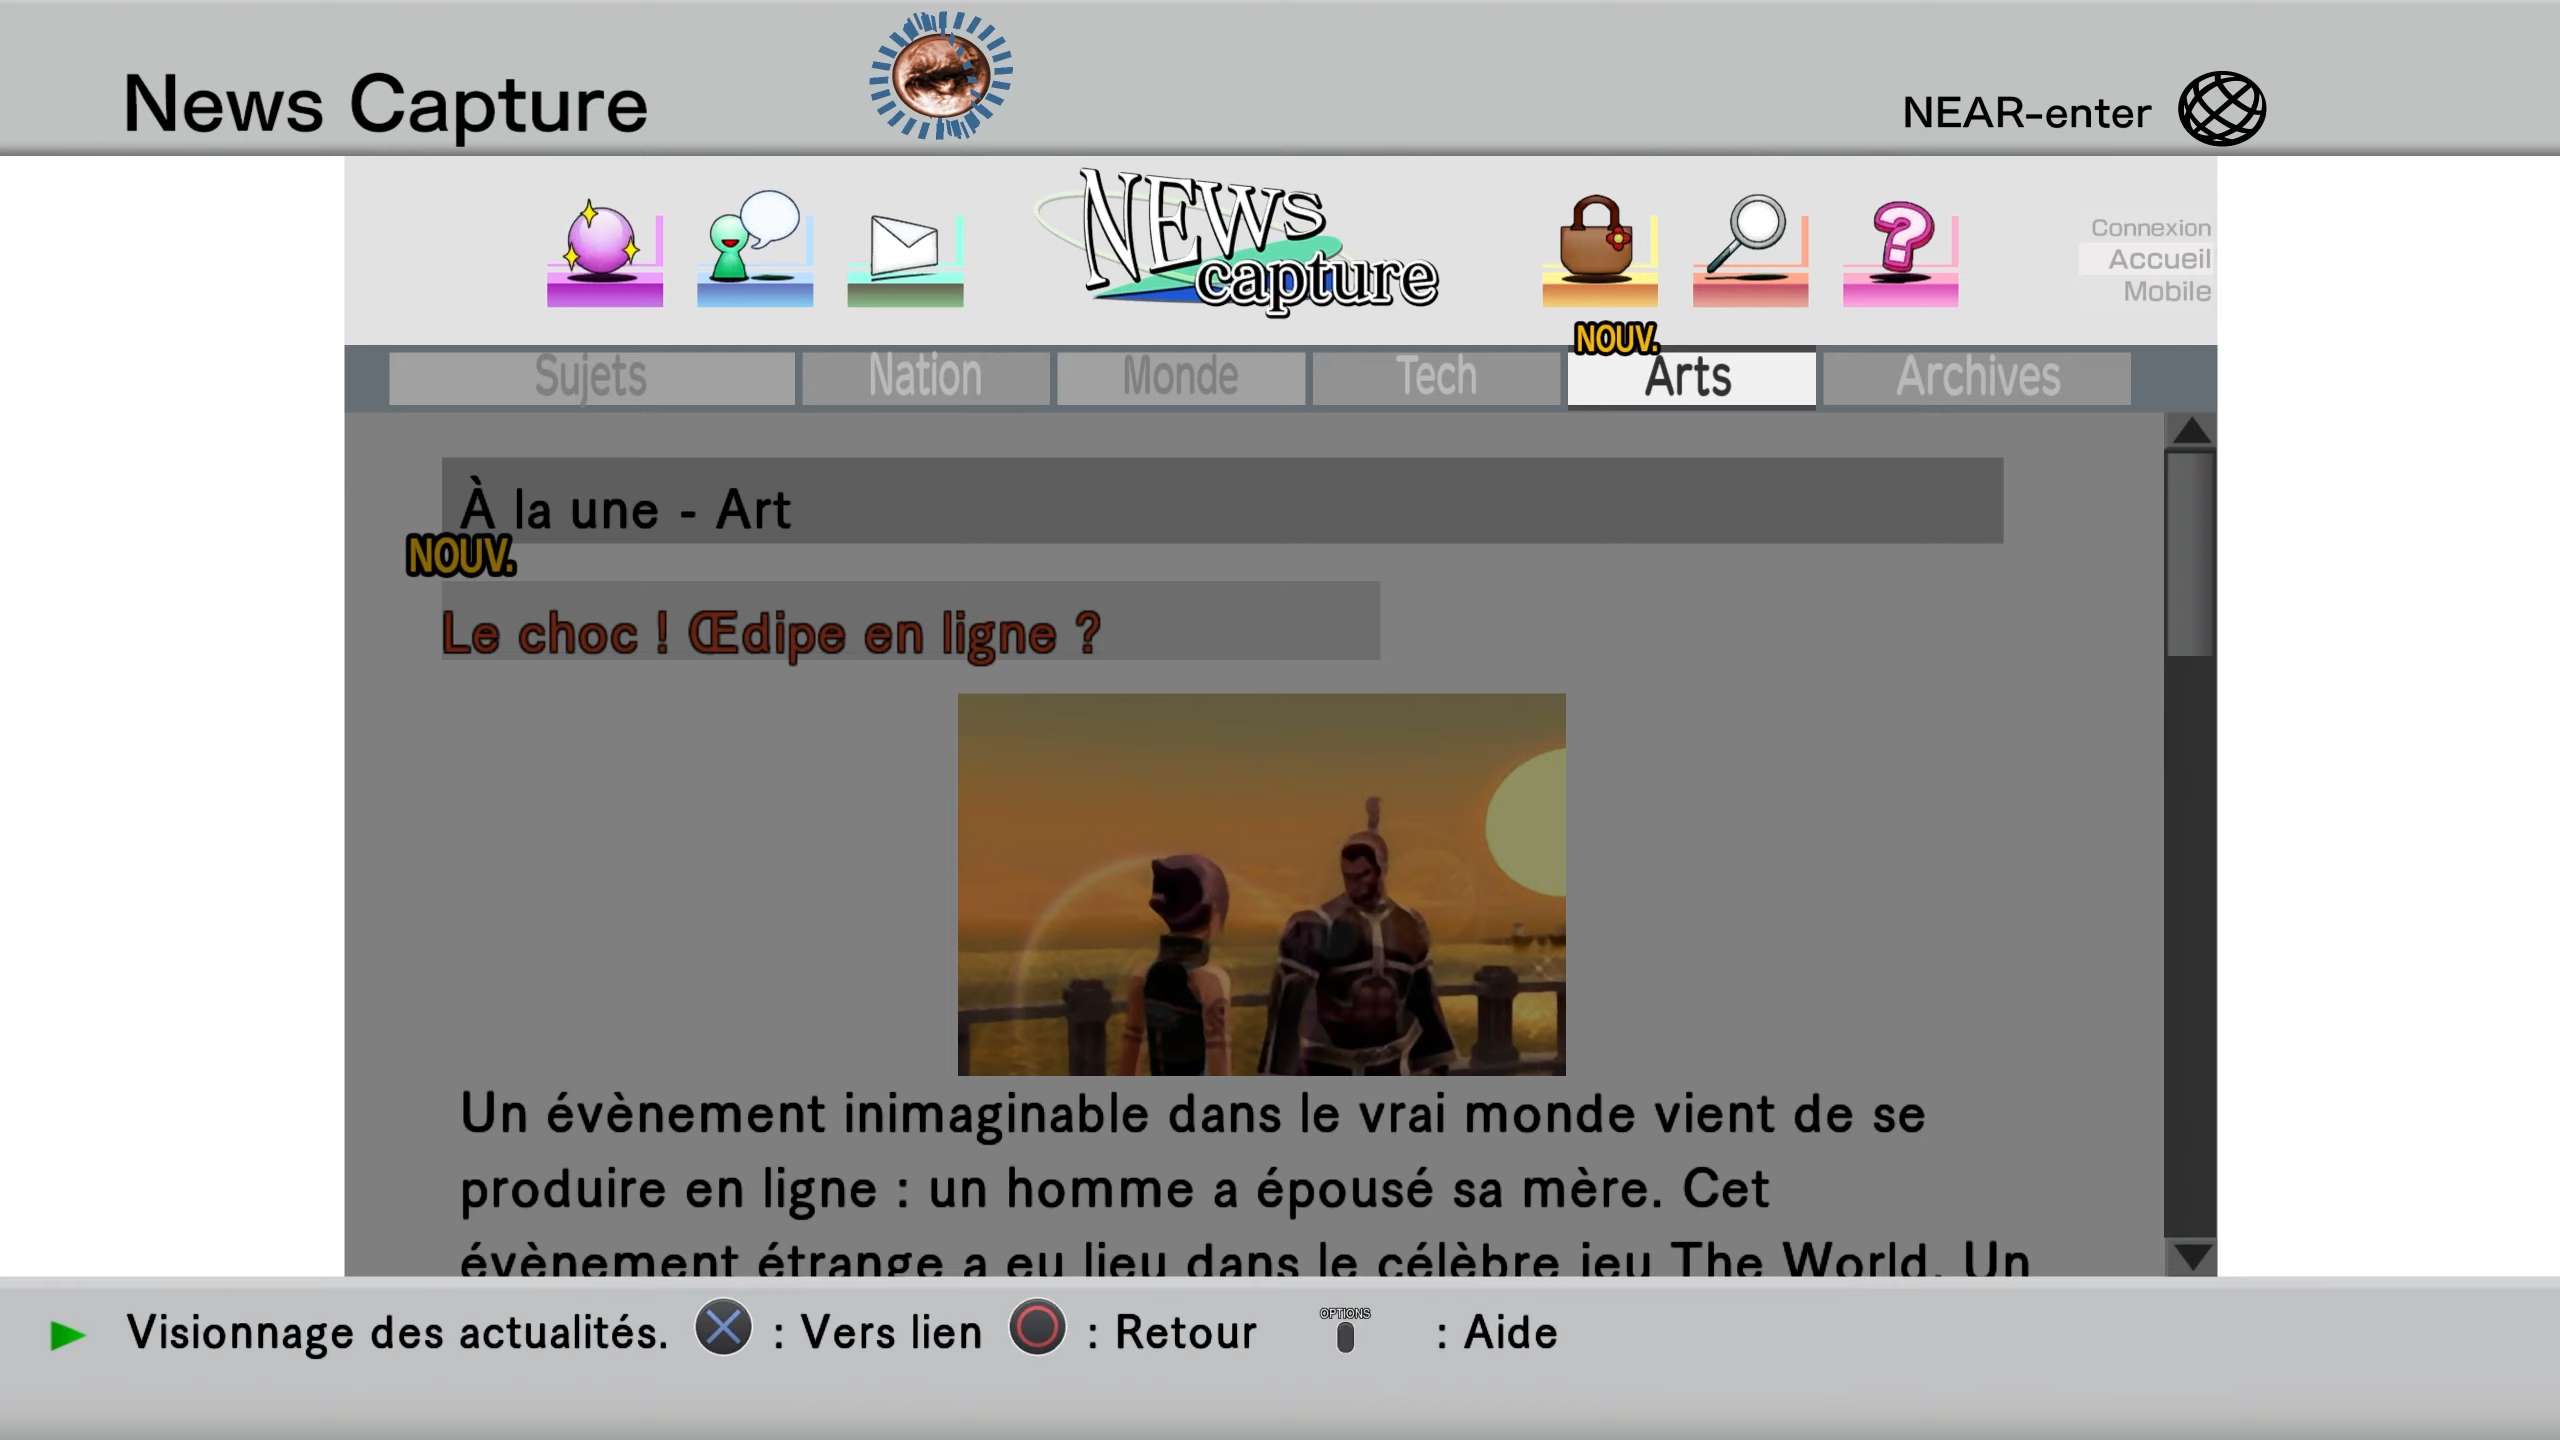 News Capture
NEAR-enter
NEWS
capture
Connexion
Accueil
Mobile
NOUV.
Sujets
Nation
Monde
Tech
Arts
Archives
À la une - Art
NOUV.
Le choc ! Œdipe en ligne ?
Un évènement inimaginable dans le vrai monde vient de se
produire en ligne : un homme a épousé sa mère. Cet
évènement étrange a eu lieu dans le célèbre jeu The World. Un
Visionnage des actualités. : Vers lien : Retour OPTIONS : Aide